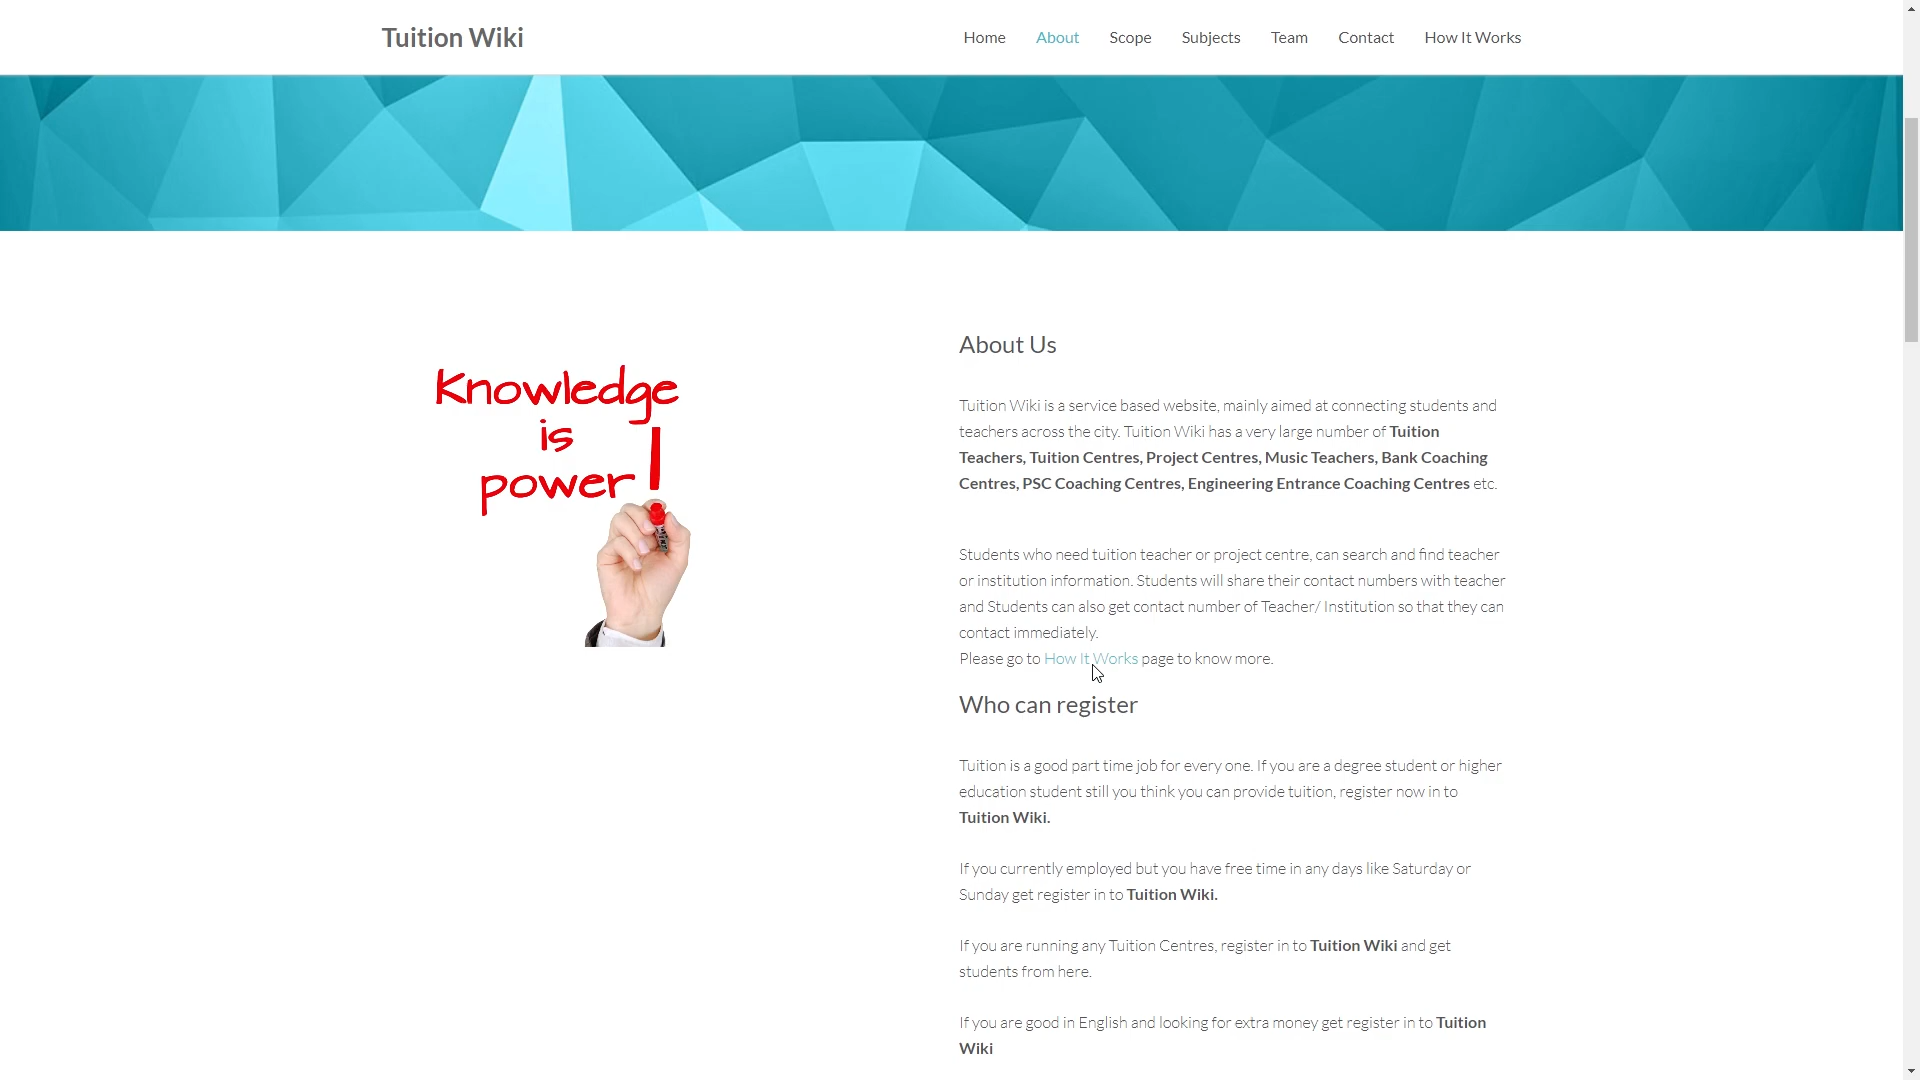 Tuition Wiki
Home
About
Scope
Subjects
Team
Contact
How It Works
Knowledge
is
power!
About Us
Tuition Wiki is a service based website, mainly aimed at connecting students and
teachers across the city. Tuition Wiki has a very large number of Tuition
Teachers, Tuition Centres, Project Centres, Music Teachers, Bank Coaching
Centres, PSC Coaching Centres, Engineering Entrance Coaching Centres etc.
Students who need tuition teacher or project centre, can search and find teacher
or institution information. Students will share their contact numbers with teacher
and Students can also get contact number of Teacher/ Institution so that they can
contact immediately.
Please go to How It Works page to know more.
Who can register
Tuition is a good part time job for every one. If you are a degree student or higher
education student still you think you can provide tuition, register now in to
Tuition Wiki.
If you currently employed but you have free time in any days like Saturday or
Sunday get register in to Tuition Wiki.
If you are running any Tuition Centres, register in to Tuition Wiki and get
students from here.
If you are good in English and looking for extra money get register in to Tuition
Wiki